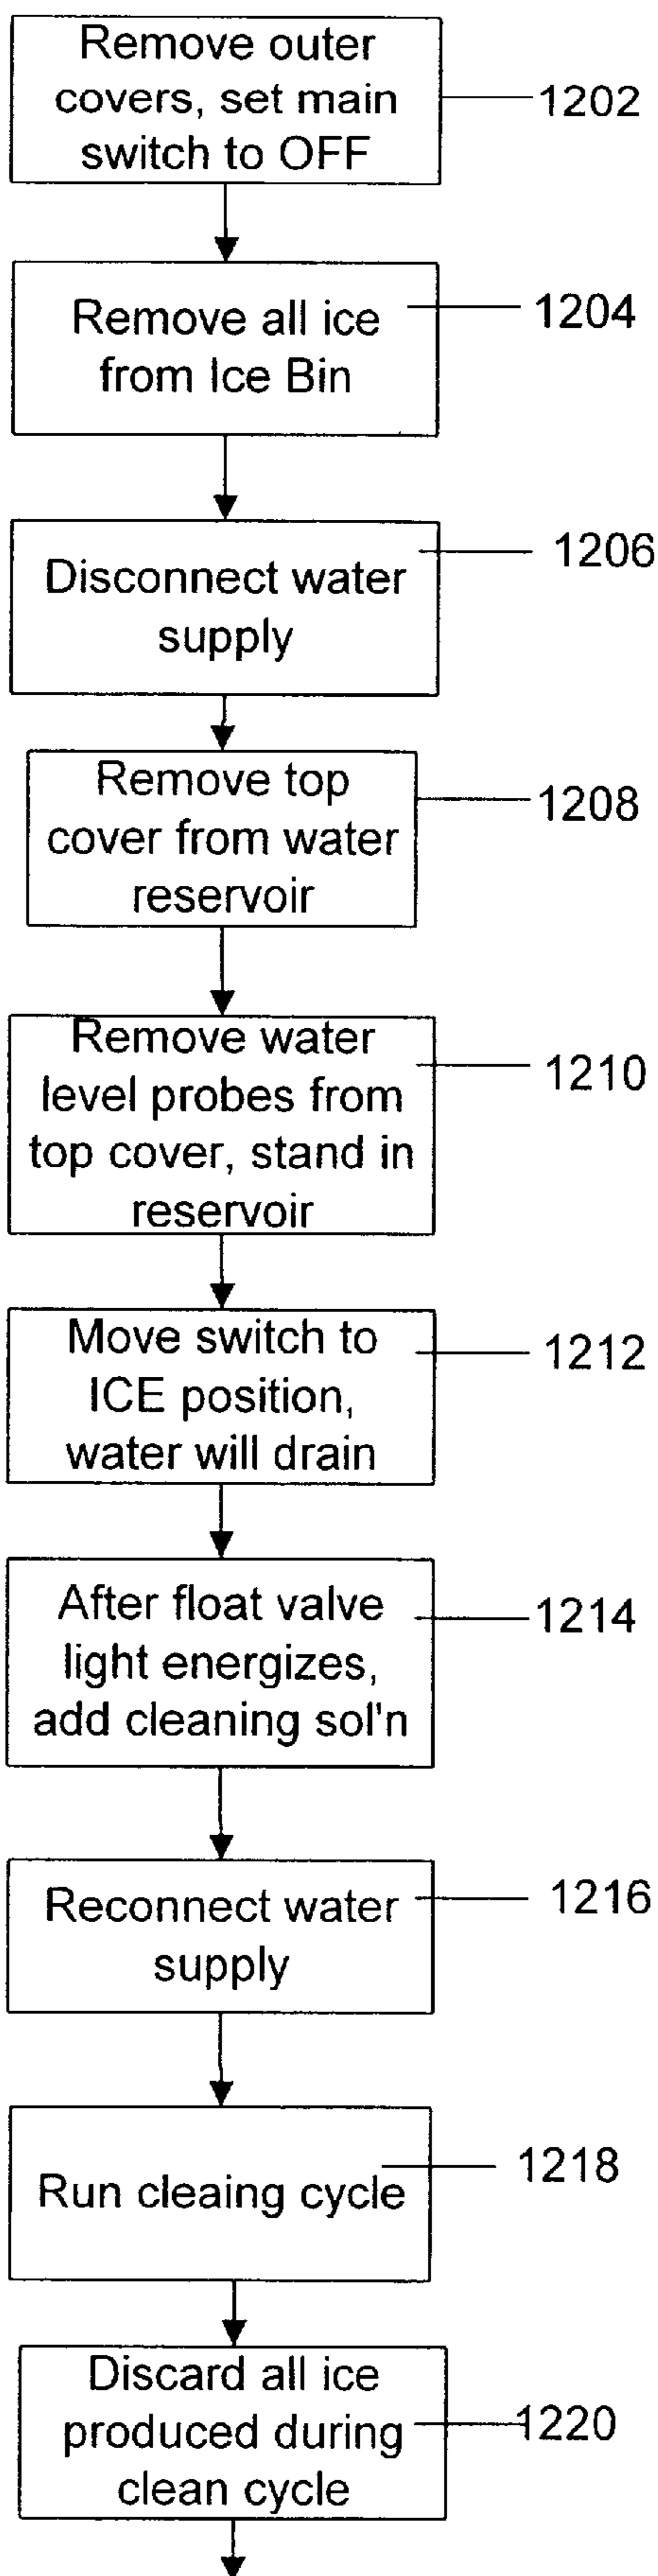 Remove outer
covers, set main
switch to OFF
1202
Remove all ice
from Ice Bin
1204
Disconnect water
supply
1206
Remove top
cover from water
reservoir
1208
Remove water
level probes from
top cover, stand in
reservoir
1210
Move switch to
ICE position,
water will drain
1212
After float valve
light energizes,
add cleaning sol'n
1214
Reconnect water
supply
1216
Run cleaing cycle
1218
Discard all ice
produced during
clean cycle
1220